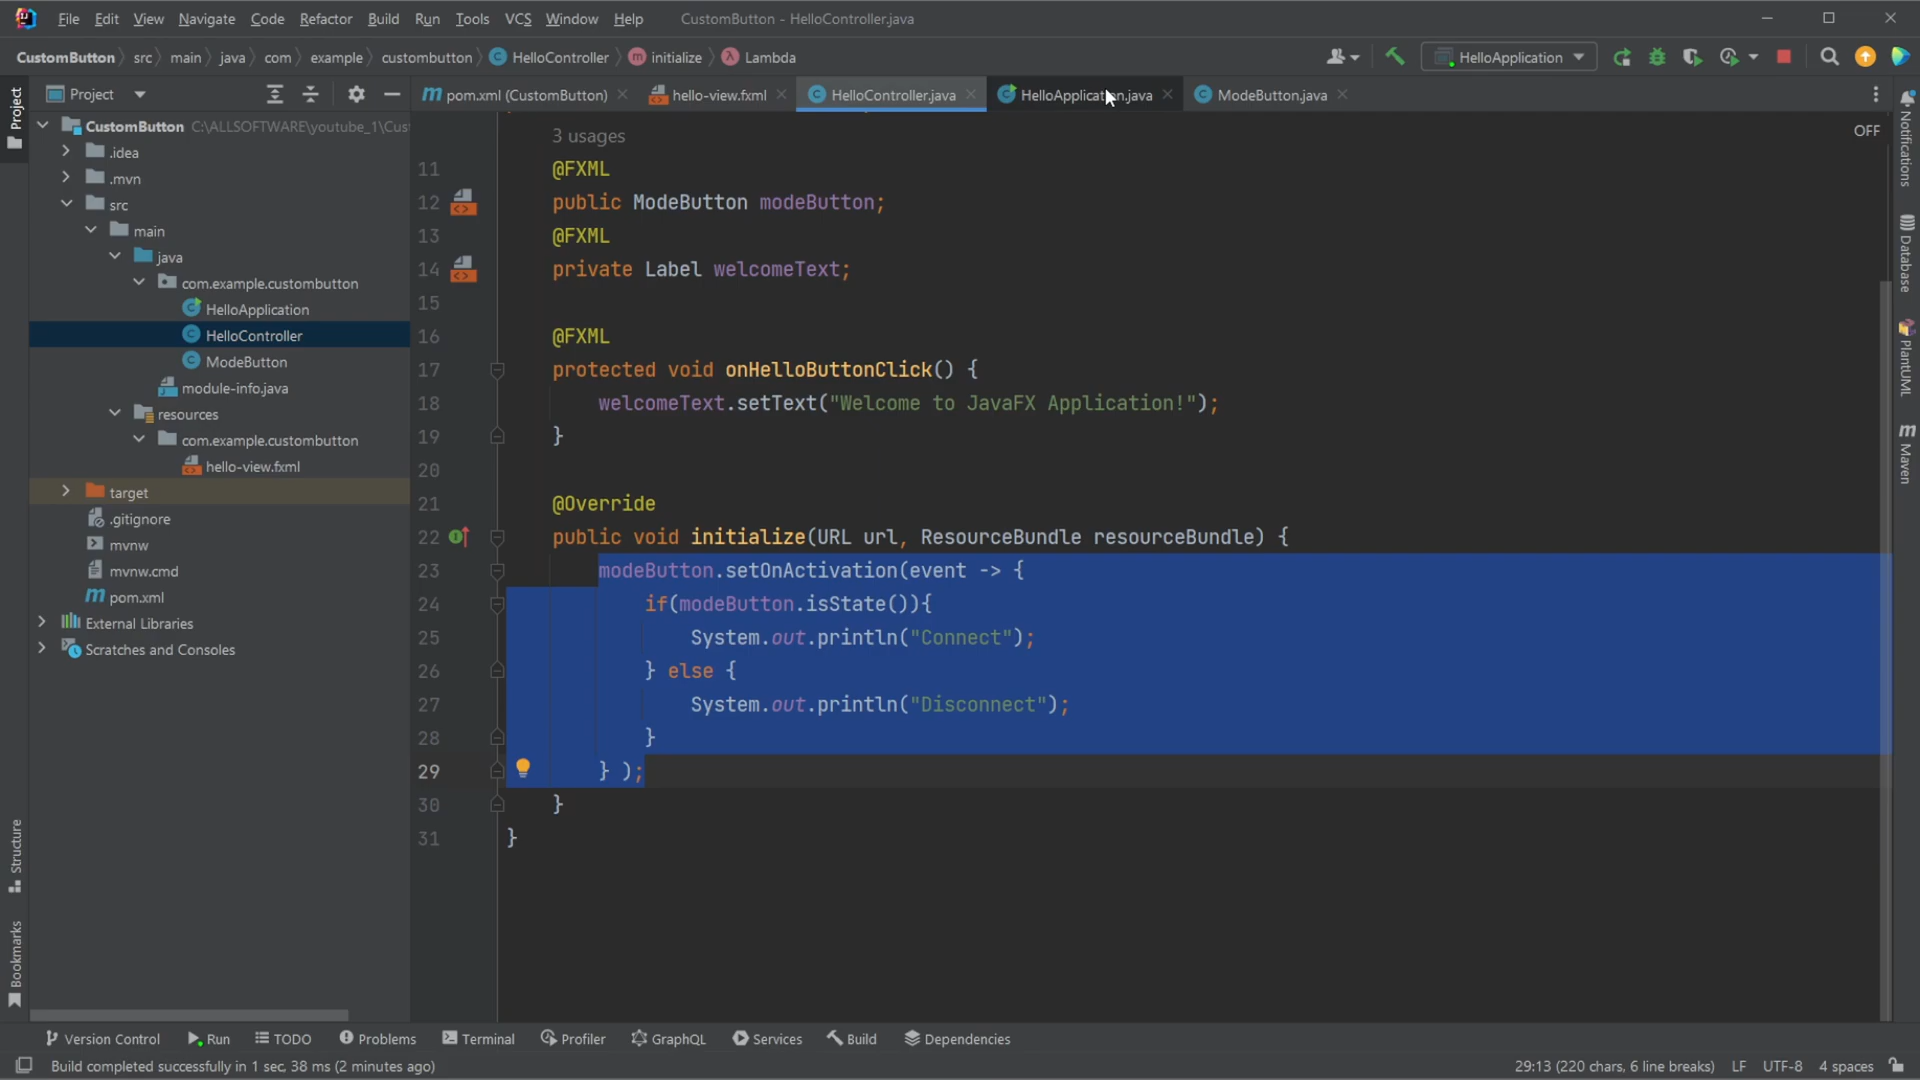 File Edit View Navigate Code Refactor Build Run Tools VCS Window Help CustomButton - HelloController.java
CustomButton src main java com example custombutton HelloController initialize Lambda HelloApplication
Project pom.xml (CustomButton) hello-view.fxml HelloController.java HelloApplication.java ModeButton.java
Project
CustomButton C:\ALLSOFTWARE\youtube_1\Cus
.idea
.mvn
src
main
java
com.example.custombutton
HelloApplication
HelloController
ModeButton
module-info.java
resources
com.example.custombutton
hello-view.fxml
target
.gitignore
mvnw
mvnw.cmd
pom.xml
External Libraries
Scratches and Consoles
Structure
Bookmarks
OFF
3 usages
11 @FXML
12 public ModeButton modeButton;
13 @FXML
14 private Label welcomeText;
15
16 @FXML
17 protected void onHelloButtonClick() {
18 welcomeText.setText("Welcome to JavaFX Application!");
19 }
20
21 @Override
22 public void initialize(URL url, ResourceBundle resourceBundle) {
23 modeButton.setOnActivation(event -> {
24 if(modeButton.isState()){
25 System.out.println("Connect");
26 } else {
27 System.out.println("Disconnect");
28 }
29 } );
30 }
31 }
Notifications
Database
PlantUML
Maven
Version Control Run TODO Problems Terminal Profiler GraphQL Services Build Dependencies
Build completed successfully in 1 sec, 38 ms (2 minutes ago) 29:13 (220 chars, 6 line breaks) LF UTF-8 4 spaces